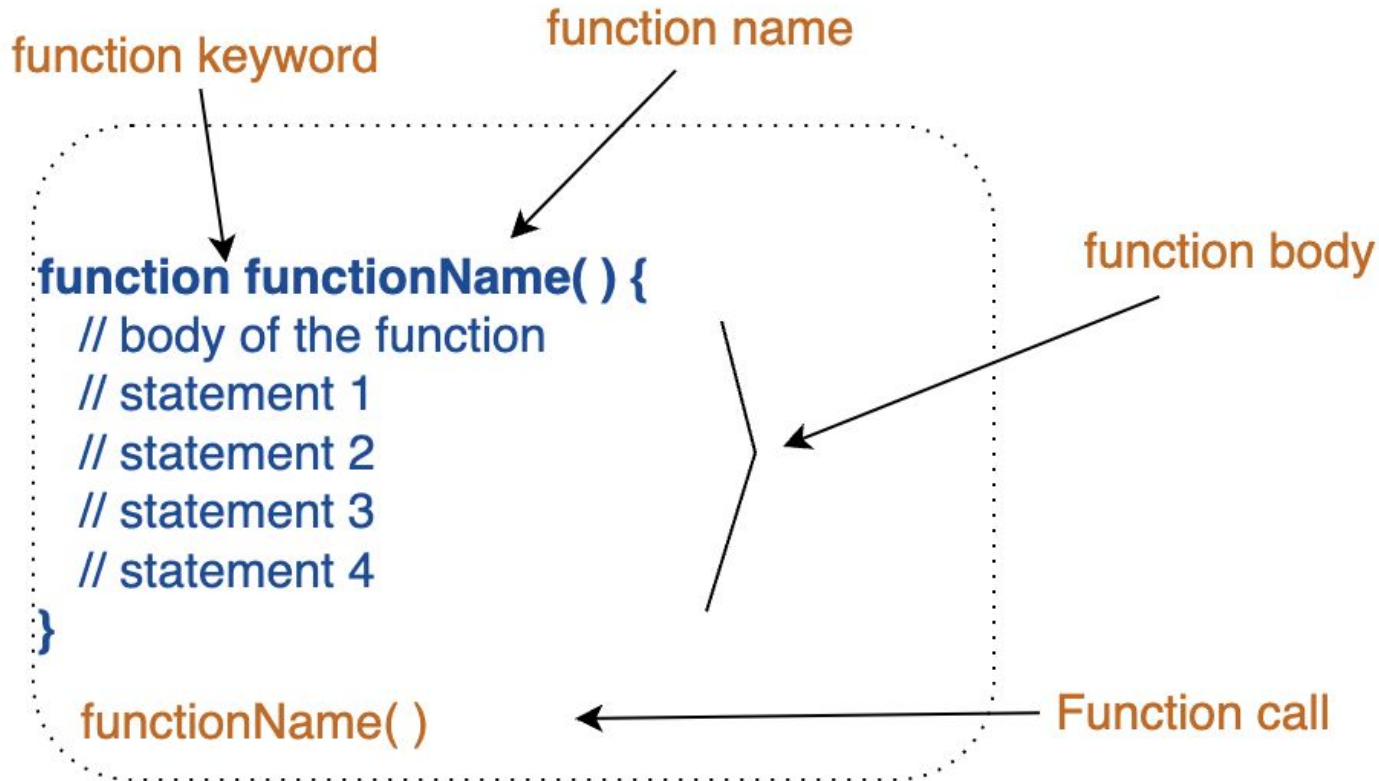 function keyword
function name
function functionName( ) {
// body of the function
// statement 1
// statement 2
// statement 3
// statement 4
}
function body
functionName( )
Function call